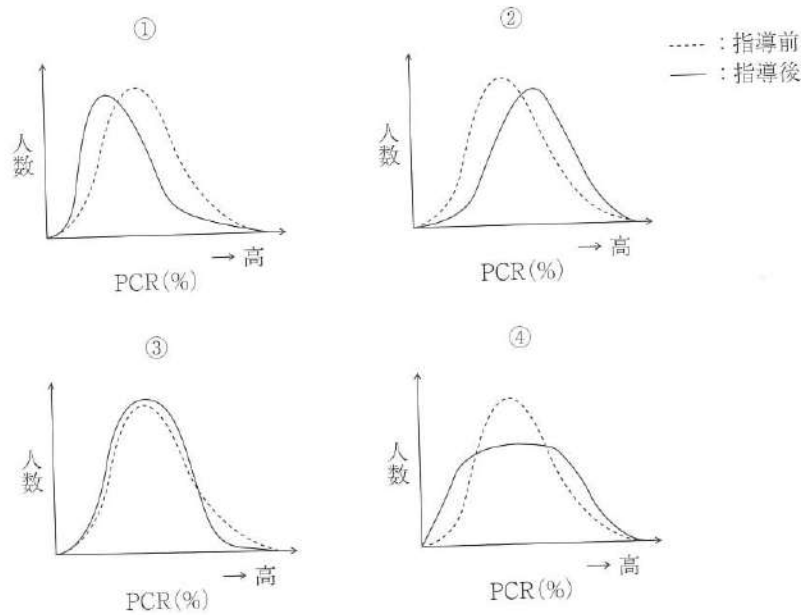 ①
②
: 指導前
: 指導後
人数
→ 高
PCR(%)
人数
→ 高
PCR(%)
③
④
人数
→ 高
PCR(%)
人数
→ 高
PCR(%)